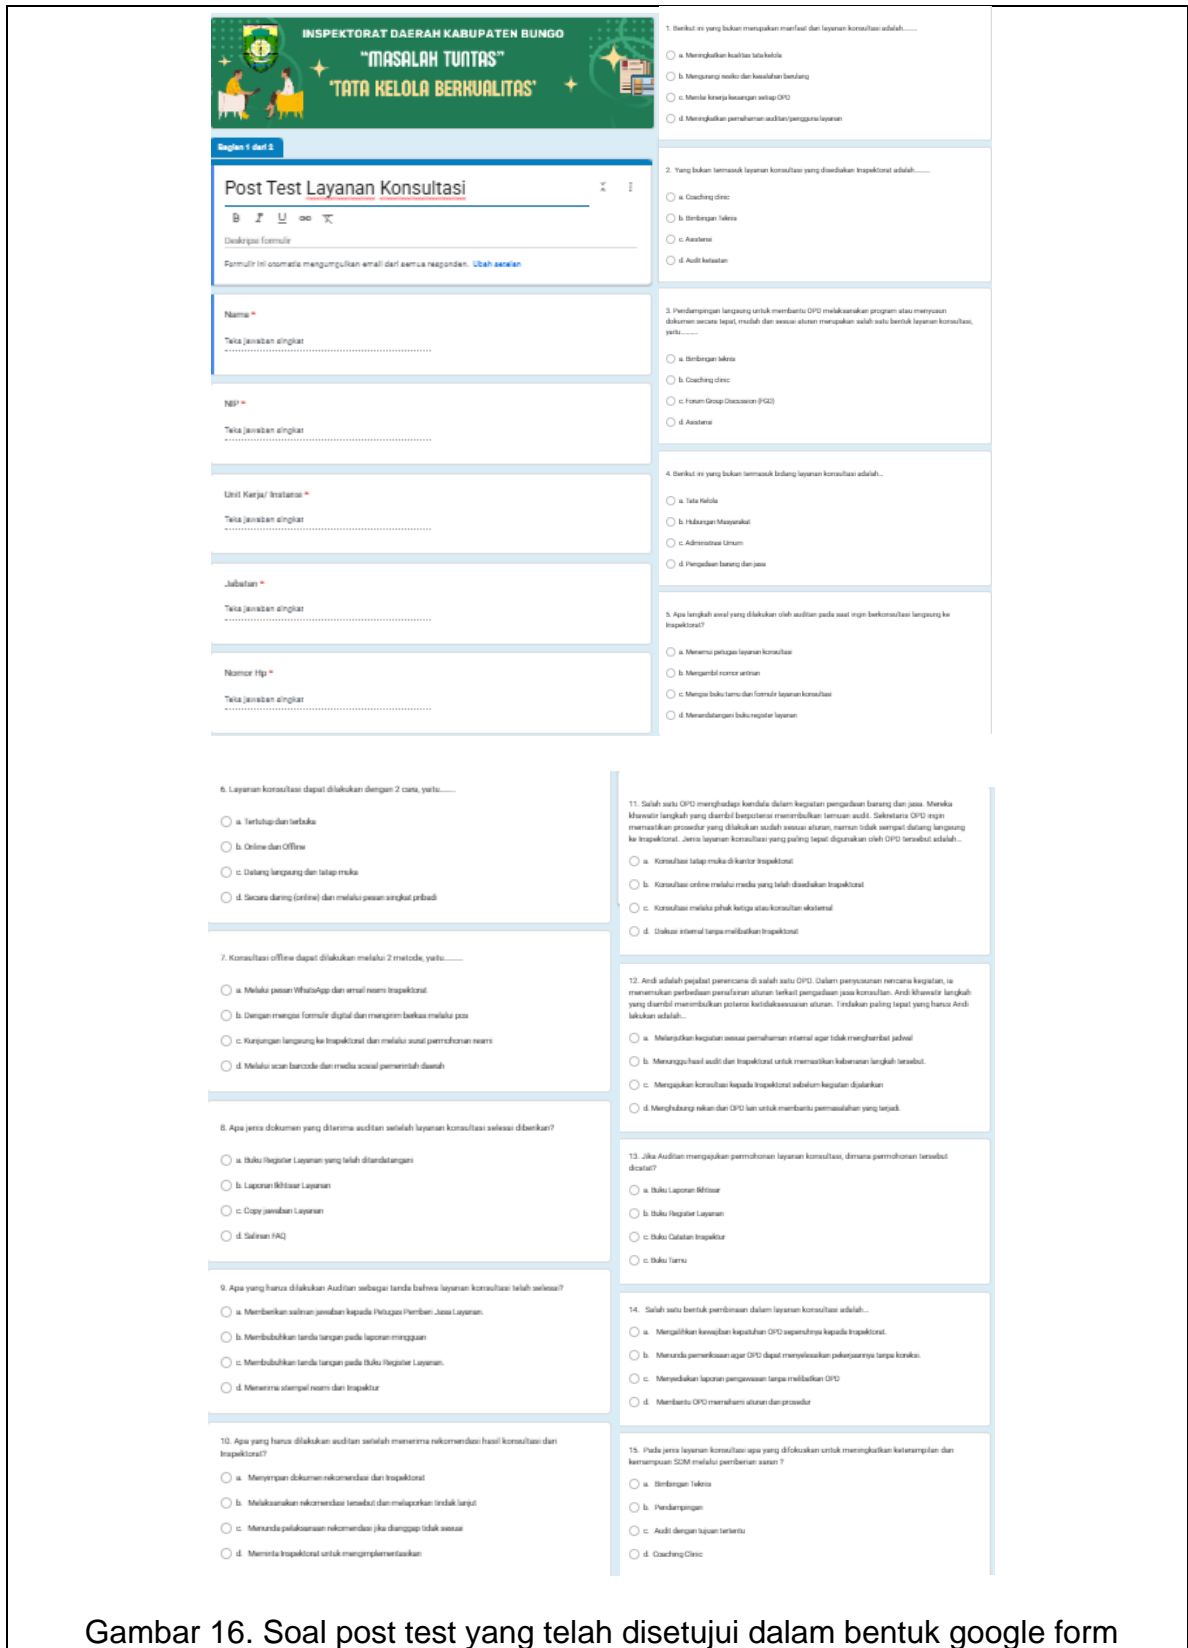 INSPEKTORAT DAERAH KABUPATEN BUNGO
“MASALAH TUNTAS”
‘TATA KELOLA BERKUALITAS’
Bagian 1 dari 2
Post Test Layanan Konsultasi
B I U
Deskripsi formulir
Formulir ini otomatis mengumpulkan email dari semua responden. Ubah setelan
Nama *
Teks jawaban singkat
NIP *
Teks jawaban singkat
Unit Kerja/ Instansi *
Teks jawaban singkat
Jabatan *
Teks jawaban singkat
Nomor Hp *
Teks jawaban singkat
1. Berikut ini yang bukan merupakan manfaat dari layanan konsultasi adalah........
a. Meningkatkan kualitas tata kelola
b. Mengurangi resiko dan kesalahan berulang
c. Menilai kinerja keuangan setiap OPD
d. Meningkatkan pemahaman auditan/pengguna layanan
2. Yang bukan termasuk layanan konsultasi yang disediakan Inspektorat adalah........
a. Coaching clinic
b. Bimbingan Teknis
c. Asistensi
d. Audit ketaatan
3. Pendampingan langsung untuk membantu OPD melaksanakan program atau menyusun
dokumen secara tepat, mudah dan sesuai aturan merupakan salah satu bentuk layanan konsultasi,
yaitu.........
a. Bimbingan teknis
b. Coaching clinic
c. Forum Group Discussion (FGD)
d. Asistensi
4. Berikut ini yang bukan termasuk bidang layanan konsultasi adalah...
a. Tata Kelola
b. Hubungan Masyarakat
c. Administrasi Umum
d. Pengadaan barang dan jasa
5. Apa langkah awal yang dilakukan oleh auditan pada saat ingin berkonsultasi langsung ke
Inspektorat?
a. Menemui petugas layanan konsultasi
b. Mengambil nomor antrian
c. Mengisi buku tamu dan formulir layanan konsultasi
d. Menandatangani buku register layanan
6. Layanan konsultasi dapat dilakukan dengan 2 cara, yaitu........
a. Tertutup dan terbuka
b. Online dan Offline
c. Datang langsung dan tatap muka
d. Secara daring (online) dan melalui pesan singkat pribadi
7. Konsultasi offline dapat dilakukan melalui 2 metode, yaitu.........
a. Melalui pesan WhatsApp dan email resmi Inspektorat
b. Dengan mengisi formulir digital dan mengirim berkas melalui pos
c. Kunjungan langsung ke Inspektorat dan melalui surat permohonan resmi
d. Melalui scan barcode dan media sosial pemerintah daerah
8. Apa jenis dokumen yang diterima auditan setelah layanan konsultasi selesai diberikan?
a. Buku Register Layanan yang telah ditandatangani
b. Laporan Ikhtisar Layanan
c. Copy jawaban Layanan
d. Salinan FAQ
9. Apa yang harus dilakukan Auditan sebagai tanda bahwa layanan konsultasi telah selesai?
a. Memberikan salinan jawaban kepada Petugas Pemberi Jasa Layanan.
b. Membubuhkan tanda tangan pada laporan mingguan
c. Membubuhkan tanda tangan pada Buku Register Layanan.
d. Menerima stempel resmi dari Inspektur
10. Apa yang harus dilakukan auditan setelah menerima rekomendasi hasil konsultasi dari
Inspektorat?
a. Menyimpan dokumen rekomendasi dari Inspektorat
b. Melaksanakan rekomendasi tersebut dan melaporkan tindak lanjut
c. Menunda pelaksanaan rekomendasi jika dianggap tidak sesuai
d. Meminta Inspektorat untuk mengimplementasikan
11. Salah satu OPD menghadapi kendala dalam kegiatan pengadaan barang dan jasa. Mereka
khawatir langkah yang diambil berpotensi menimbulkan temuan audit. Sekretaris OPD ingin
memastikan prosedur yang dilakukan sudah sesuai aturan, namun tidak sempat datang langsung
ke Inspektorat. Jenis layanan konsultasi yang paling tepat digunakan oleh OPD tersebut adalah...
a. Konsultasi tatap muka di kantor Inspektorat
b. Konsultasi online melalui media yang telah disediakan Inspektorat
c. Konsultasi melalui pihak ketiga atau konsultan eksternal
d. Diskusi internal tanpa melibatkan Inspektorat
12. Andi adalah pejabat perencana di salah satu OPD. Dalam penyusunan rencana kegiatan, ia
menemukan perbedaan penafsiran aturan terkait pengadaan jasa konsultan. Andi khawatir langkah
yang diambil menimbulkan potensi ketidaksesuaian aturan. Tindakan paling tepat yang harus Andi
lakukan adalah...
a. Melanjutkan kegiatan sesuai pemahaman internal agar tidak menghambat jadwal
b. Menunggu hasil audit dari Inspektorat untuk memastikan kebenaran langkah tersebut.
c. Mengajukan konsultasi kepada Inspektorat sebelum kegiatan dijalankan
d. Menghubungi rekan dari OPD lain untuk membantu permasalahan yang terjadi.
13. Jika Auditan mengajukan permohonan layanan konsultasi, dimana permohonan tersebut
dicatat?
a. Buku Laporan Ikhtisar
b. Buku Register Layanan
c. Buku Catatan Inspektur
c. Buku Tamu
14. Salah satu bentuk pembinaan dalam layanan konsultasi adalah...
a. Mengalihkan kewajiban kepatuhan OPD sepenuhnya kepada Inspektorat.
b. Menunda pemeriksaan agar OPD dapat menyelesaikan pekerjaannya tanpa koreksi.
c. Menyediakan laporan pengawasan tanpa melibatkan OPD
d. Membantu OPD memahami aturan dan prosedur
15. Pada jenis layanan konsultasi apa yang difokuskan untuk meningkatkan keterampilan dan
kemampuan SDM melalui pemberian saran ?
a. Bimbingan Teknis
b. Pendampingan
c. Audit dengan tujuan tertentu
d. Coaching Clinic
Gambar 16. Soal post test yang telah disetujui dalam bentuk google form